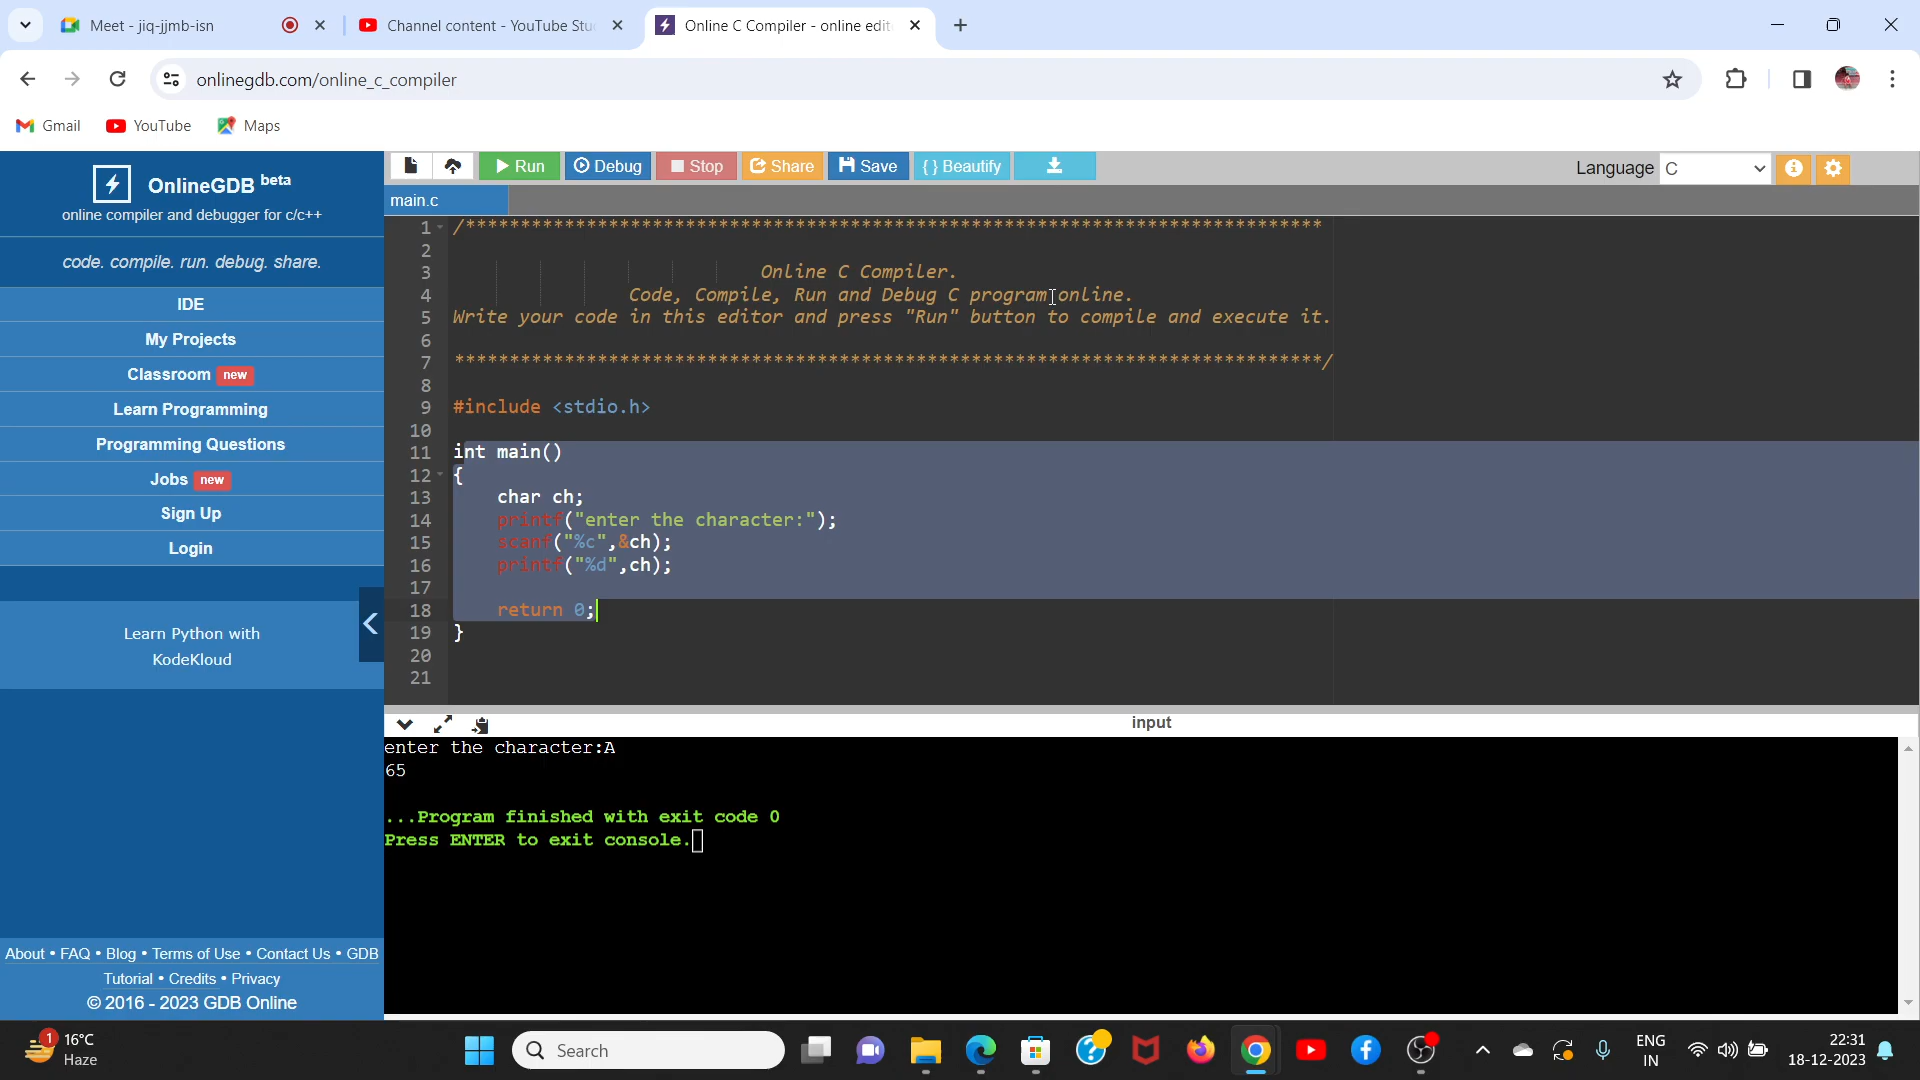 Meet - jiq-jjmb-isn
Channel content - YouTube Stu
Online C Compiler - online edit
onlinegdb.com/online_c_compiler
Gmail YouTube Maps
OnlineGDB beta
online compiler and debugger for c/c++
code. compile. run. debug. share.
IDE
My Projects
Classroom new
Learn Programming
Programming Questions
Jobs new
Sign Up
Login
Learn Python with
KodeKloud
About • FAQ • Blog • Terms of Use • Contact Us • GDB
Tutorial • Credits • Privacy
© 2016 - 2023 GDB Online
Run Debug Stop Share Save { } Beautify
Language C
main.c
1 /******************************************************************************
2
3 Online C Compiler.
4 Code, Compile, Run and Debug C program online.
5 Write your code in this editor and press "Run" button to compile and execute it.
6
7 *******************************************************************************/
8
9 #include <stdio.h>
10
11 int main()
12 {
13 char ch;
14 printf("enter the character:");
15 scanf("%c",&ch);
16 printf("%d",ch);
17
18 return 0;
19 }
20
21
input
enter the character:A
65
...Program finished with exit code 0
Press ENTER to exit console.
1
16°C
Haze
Search
ENG
IN
22:31
18-12-2023